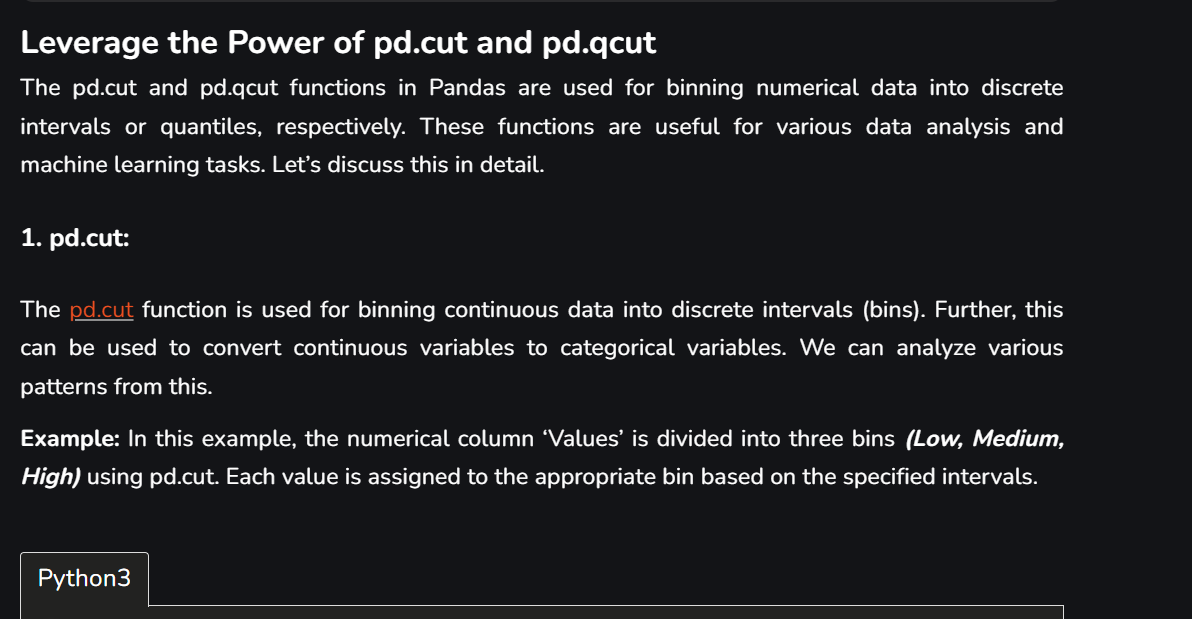 Leverage the Power of pd.cut and pd.qcut
The pd.cut and pd.qcut functions in Pandas are used for binning numerical data into discrete
intervals or quantiles, respectively. These functions are useful for various data analysis and
machine learning tasks. Let’s discuss this in detail.
1. pd.cut:
The pd.cut function is used for binning continuous data into discrete intervals (bins). Further, this
can be used to convert continuous variables to categorical variables. We can analyze various
patterns from this.
Example: In this example, the numerical column ‘Values’ is divided into three bins (Low, Medium,
High) using pd.cut. Each value is assigned to the appropriate bin based on the specified intervals.
Python3